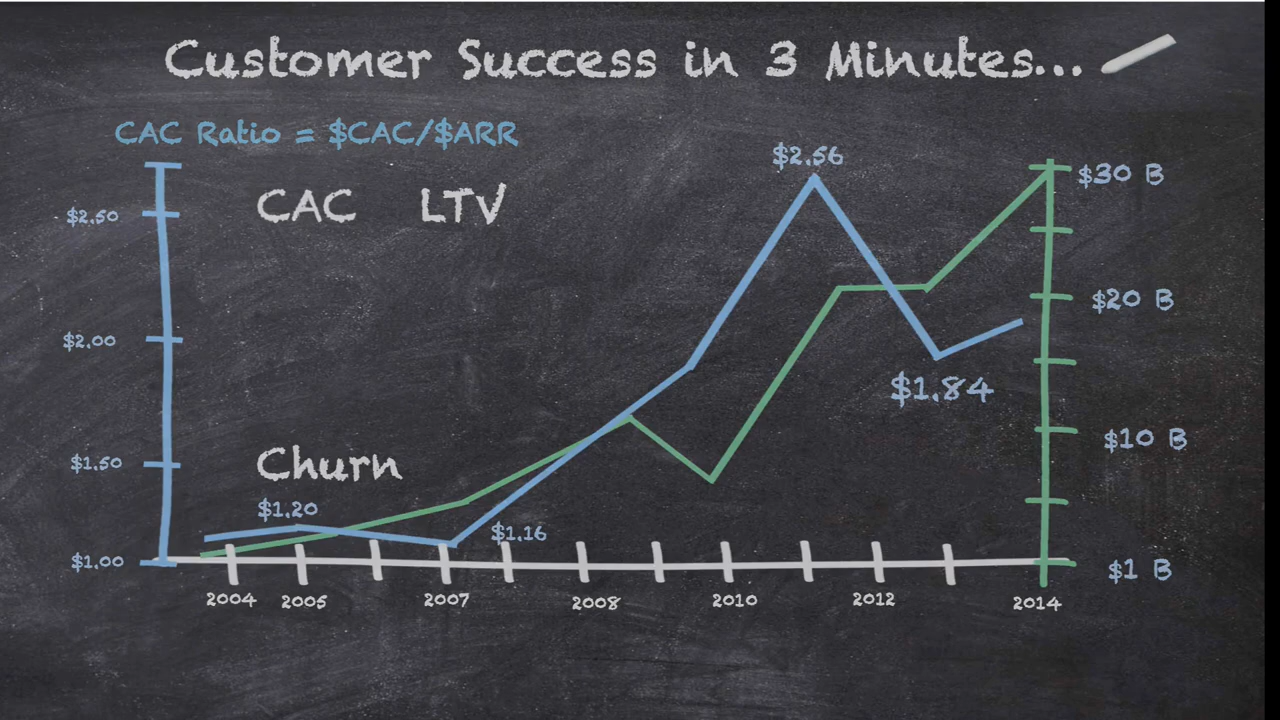 Customer Success in 3 Minutes...
CAC Ratio = $CAC/$ARR
$2.56
$30 B
CAC LTV
$2.50
$20 B
$2.00
$1.84
$10 B
Churn
$1.50
$1.20
$1.16
$1.00
$1 B
2004 2005 2007 2008 2010 2012 2014